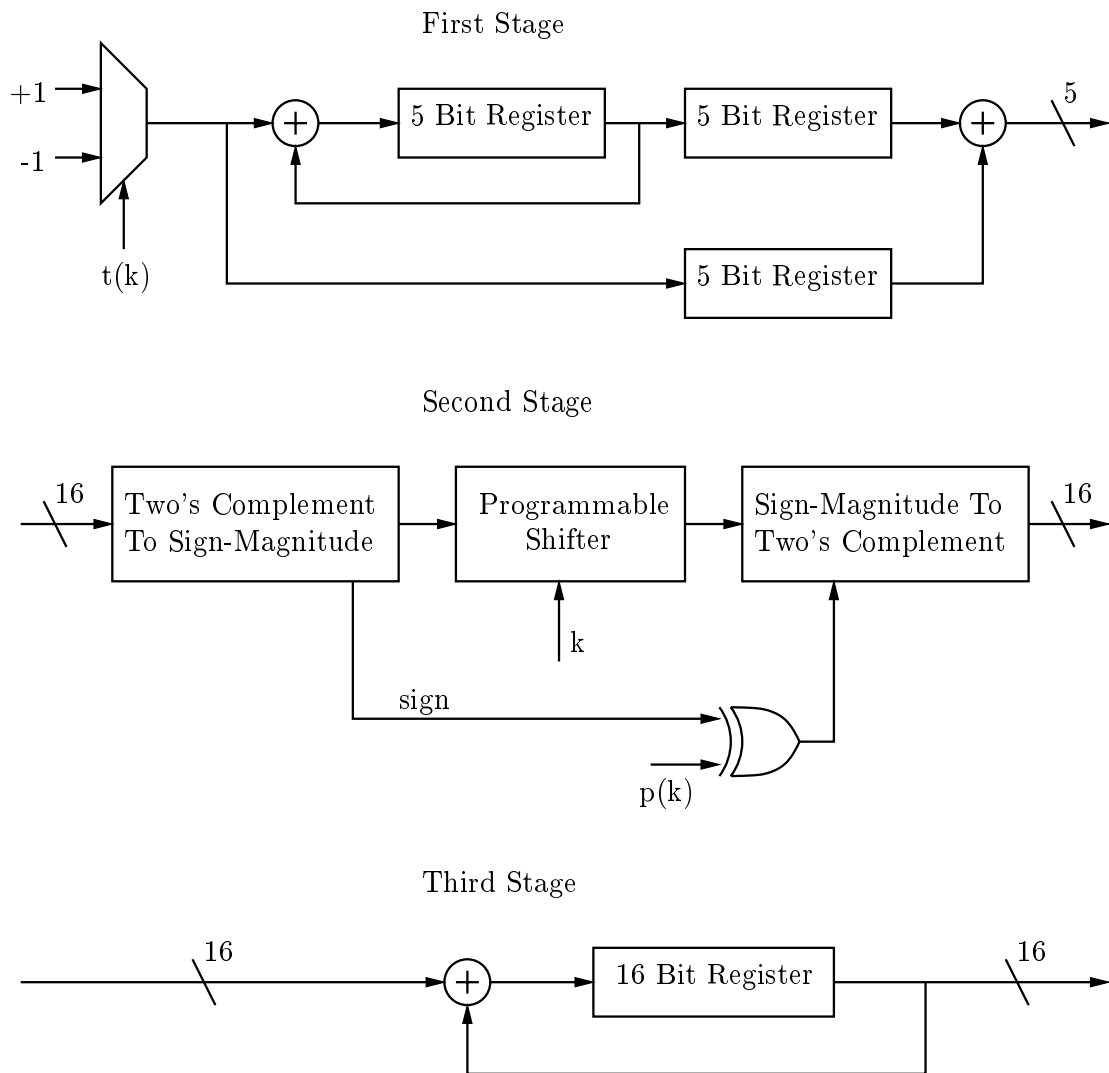 First Stage
+1
-1
t(k)
5 Bit Register
5 Bit Register
5
5 Bit Register
Second Stage
16
Two's Complement
To Sign-Magnitude
Programmable
Shifter
Sign-Magnitude To
Two's Complement
16
k
sign
p(k)
Third Stage
16
16 Bit Register
16